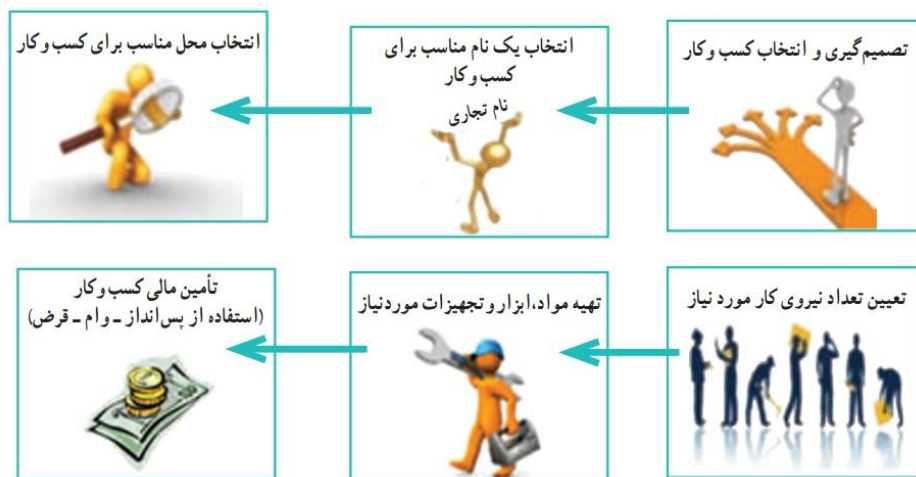 تصمیم‌گیری و انتخاب کسب و کار
انتخاب یک نام مناسب برای
کسب و کار
نام تجاری
انتخاب محل مناسب برای کسب و کار
تعیین تعداد نیروی کار مورد نیاز
تهیه مواد، ابزار و تجهیزات موردنیاز
تأمین مالی کسب و کار
(استفاده از پس‌انداز ـ وام ـ قرض)